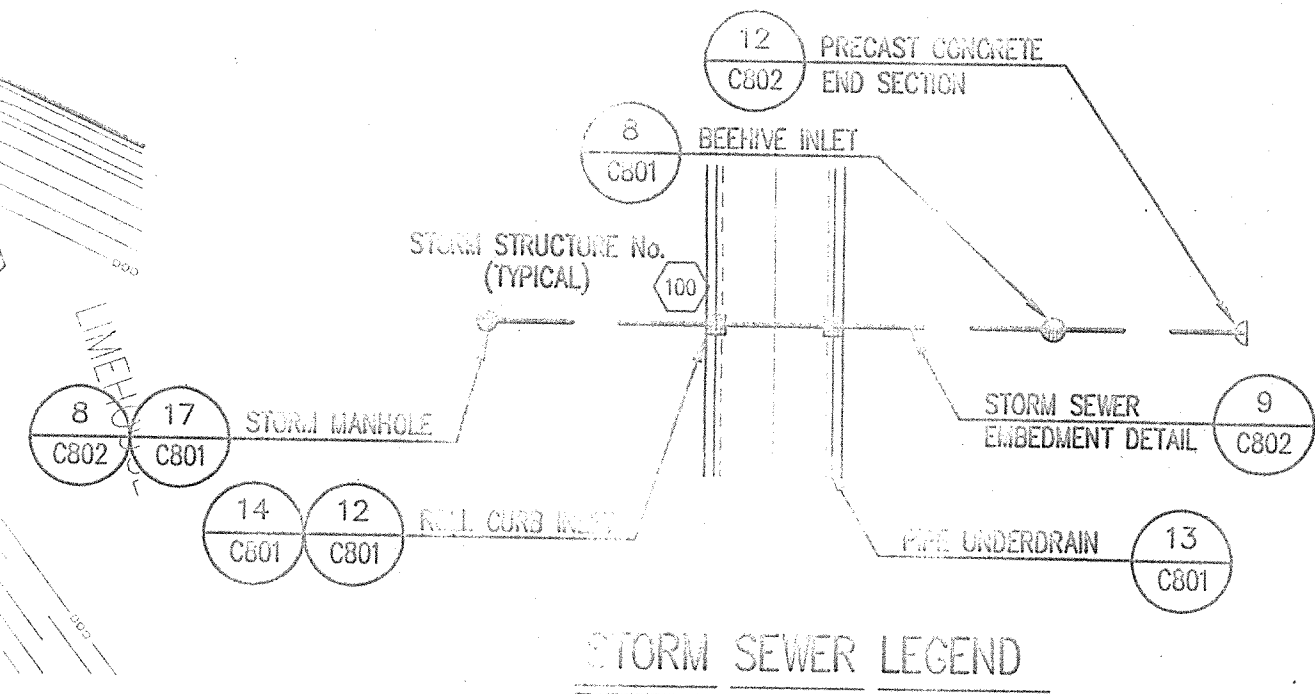 12
C802
PRECAST CONCRETE
END SECTION
8
C801
BEEHIVE INLET
STORM STRUCTURE No.
(TYPICAL)
100
8
C802
17
C801
STORM MANHOLE
STORM SEWER
EMBEDMENT DETAIL
9
C802
14
C801
12
C801
ROLL CURB INLET
PIPE UNDERDRAIN
13
C801
STORM SEWER LEGEND